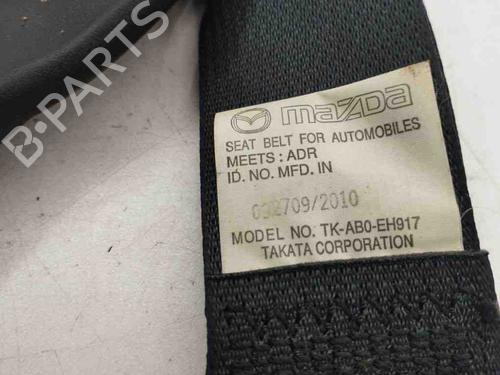 mazda
SEAT BELT FOR AUTOMOBILES
MEETS : ADR
ID. NO. MFD. IN
032709/2010
MODEL NO. TK-AB0-EH917
TAKATA CORPORATION
B-PARTS